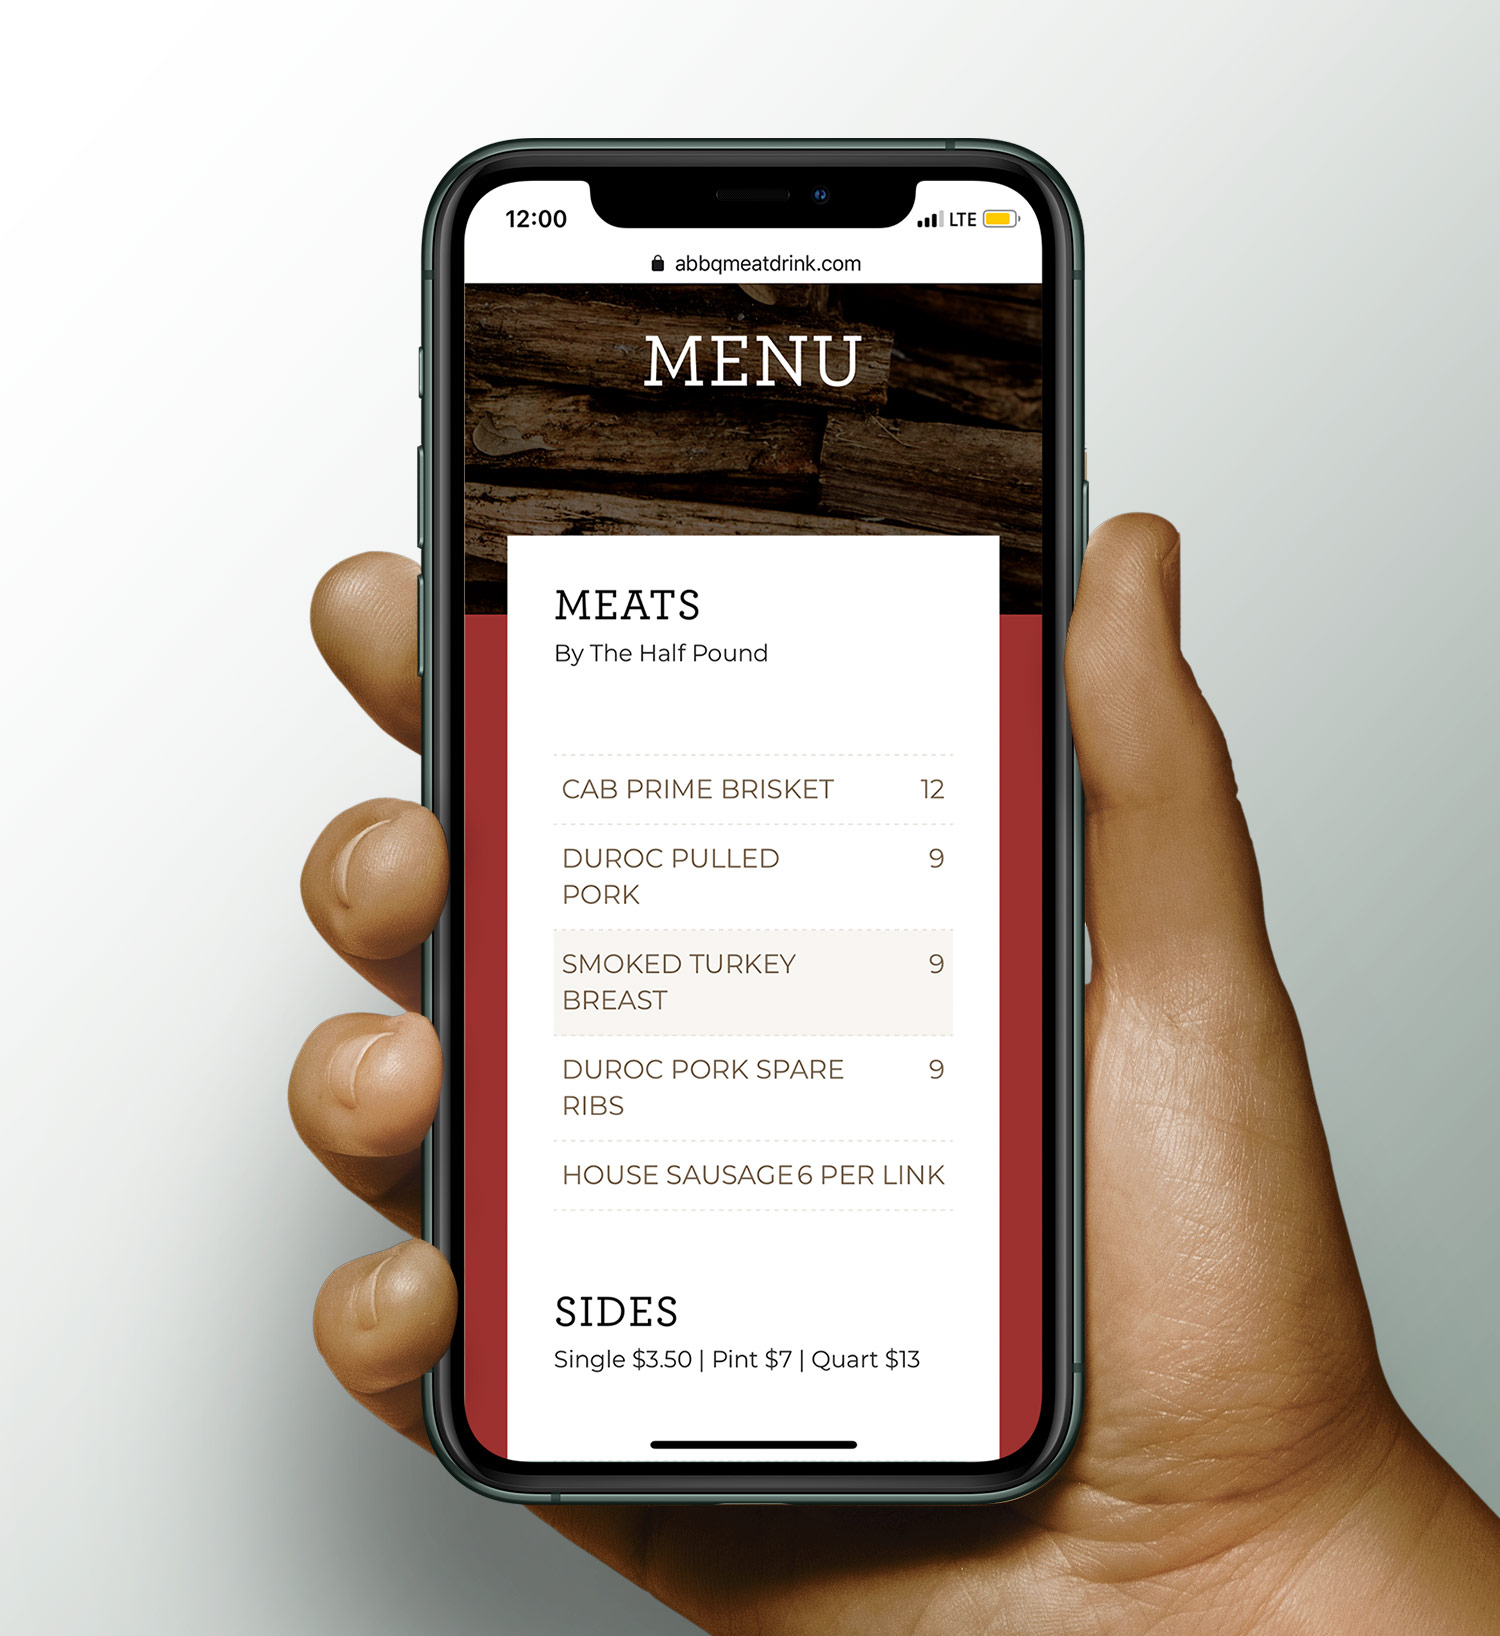 12:00 LTE
abbqmeatdrink.com
MENU
MEATS
By The Half Pound
CAB PRIME BRISKET 12
DUROC PULLED 9
PORK
SMOKED TURKEY 9
BREAST
DUROC PORK SPARE 9
RIBS
HOUSE SAUSAGE 6 PER LINK
SIDES
Single $3.50 | Pint $7 | Quart $13